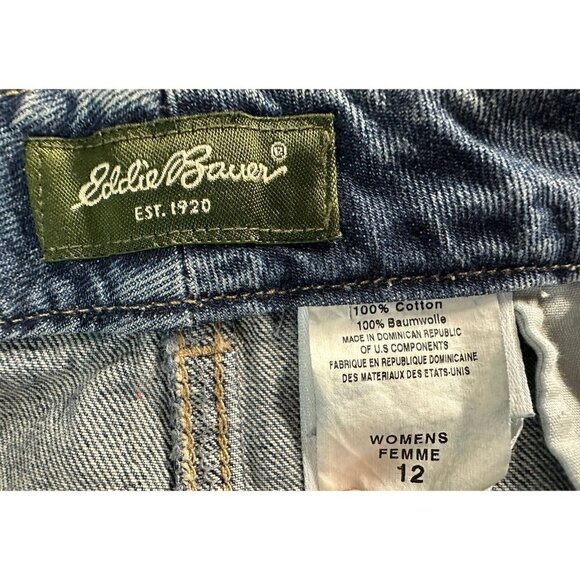 Eddie Bauer®
EST. 1920
100% Cotton
100% Baumwolle
MADE IN DOMINICAN REPUBLIC
OF U.S COMPONENTS
FABRIQUE EN REPUBLIQUE DOMINICAINE
DES MATERIAUX DES ETATS-UNIS
WOMENS
FEMME
12